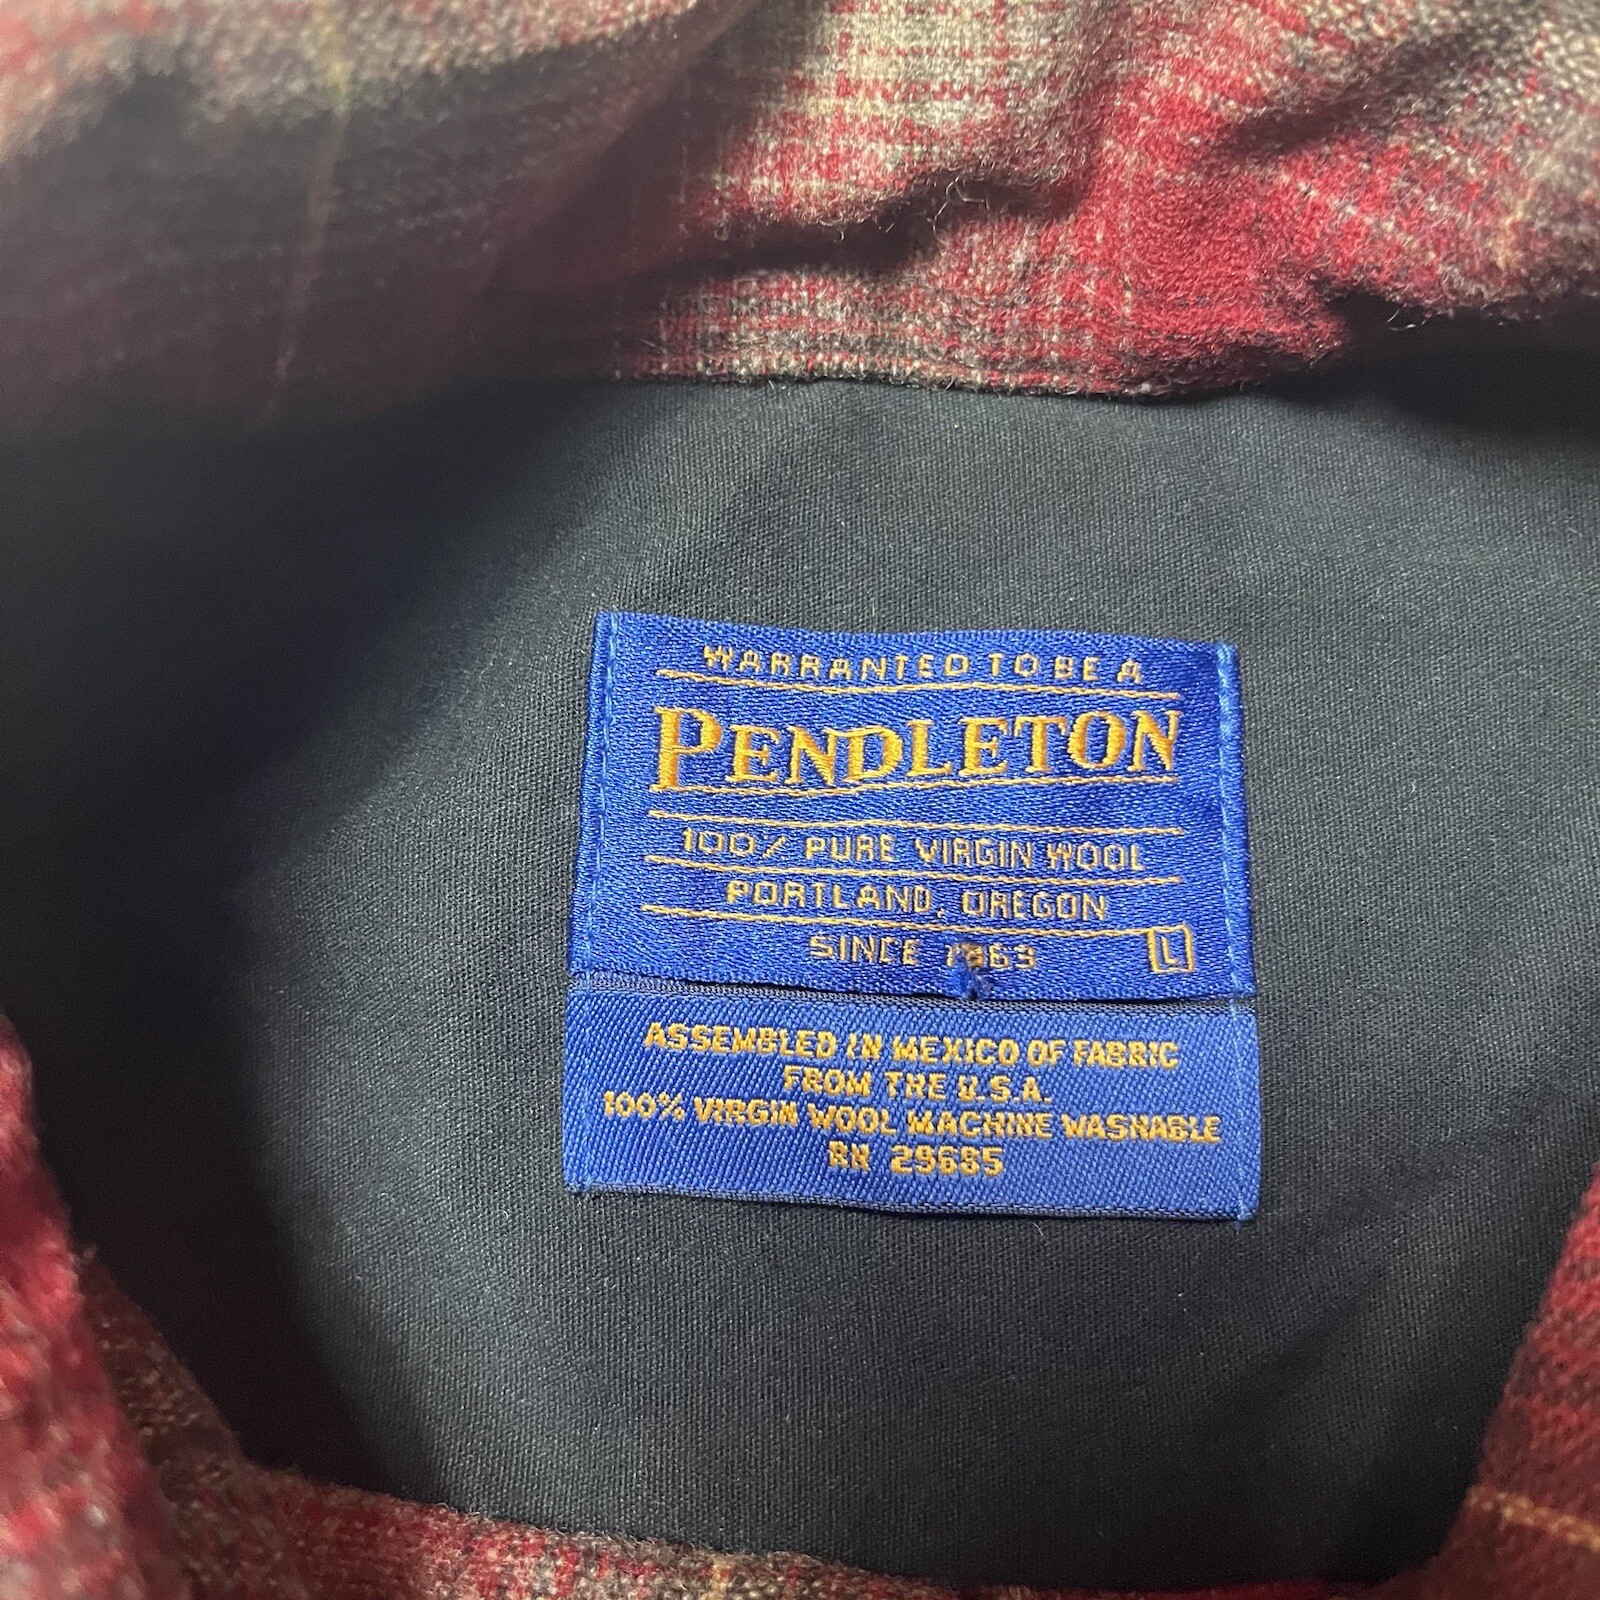 WARRANTED TO BE A
PENDLETON
100% PURE VIRGIN WOOL
PORTLAND, OREGON
SINCE 1863
L
ASSEMBLED IN MEXICO OF FABRIC
FROM THE U.S.A.
100% VIRGIN WOOL MACHINE WASHABLE
RN 29685